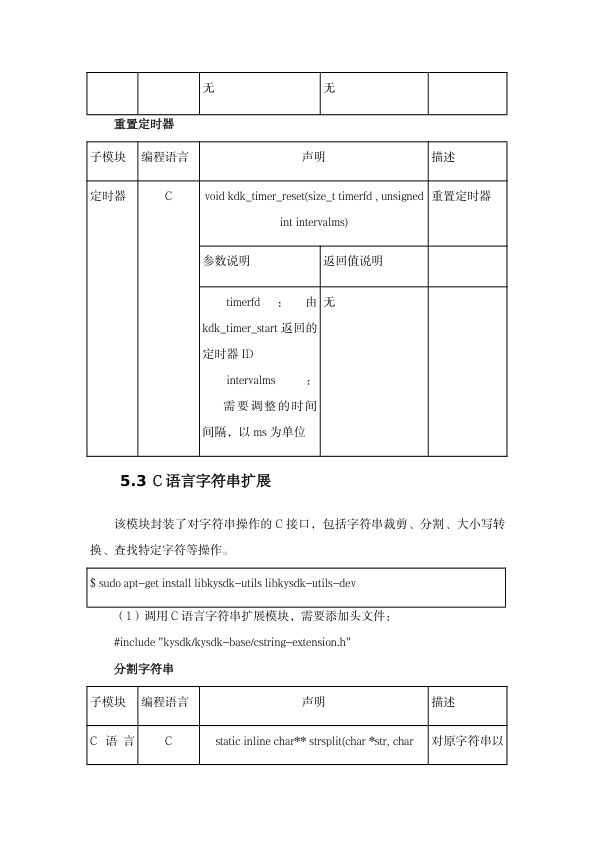 无 无
重置定时器
子模块 编程语言 声明 描述
定时器 C void kdk_timer_reset(size_t timerfd , unsigned 重置定时器
int intervalms)
参数说明 返回值说明
timerfd ： 由 无
kdk_timer_start 返回的
定时器 ID
intervalms ：
需要调整的时间
间隔，以 ms 为单位
5.3 C 语言字符串扩展
该模块封装了对字符串操作的 C 接口，包括字符串裁剪、分割、大小写转
换、查找特定字符等操作。
$ sudo apt-get install libkysdk-utils libkysdk-utils-dev
（1）调用 C 语言字符串扩展模块，需要添加头文件：
#include "kysdk/kysdk-base/cstring-extension.h"
分割字符串
子模块 编程语言 声明 描述
C 语 言 C static inline char** strsplit(char *str, char 对原字符串以